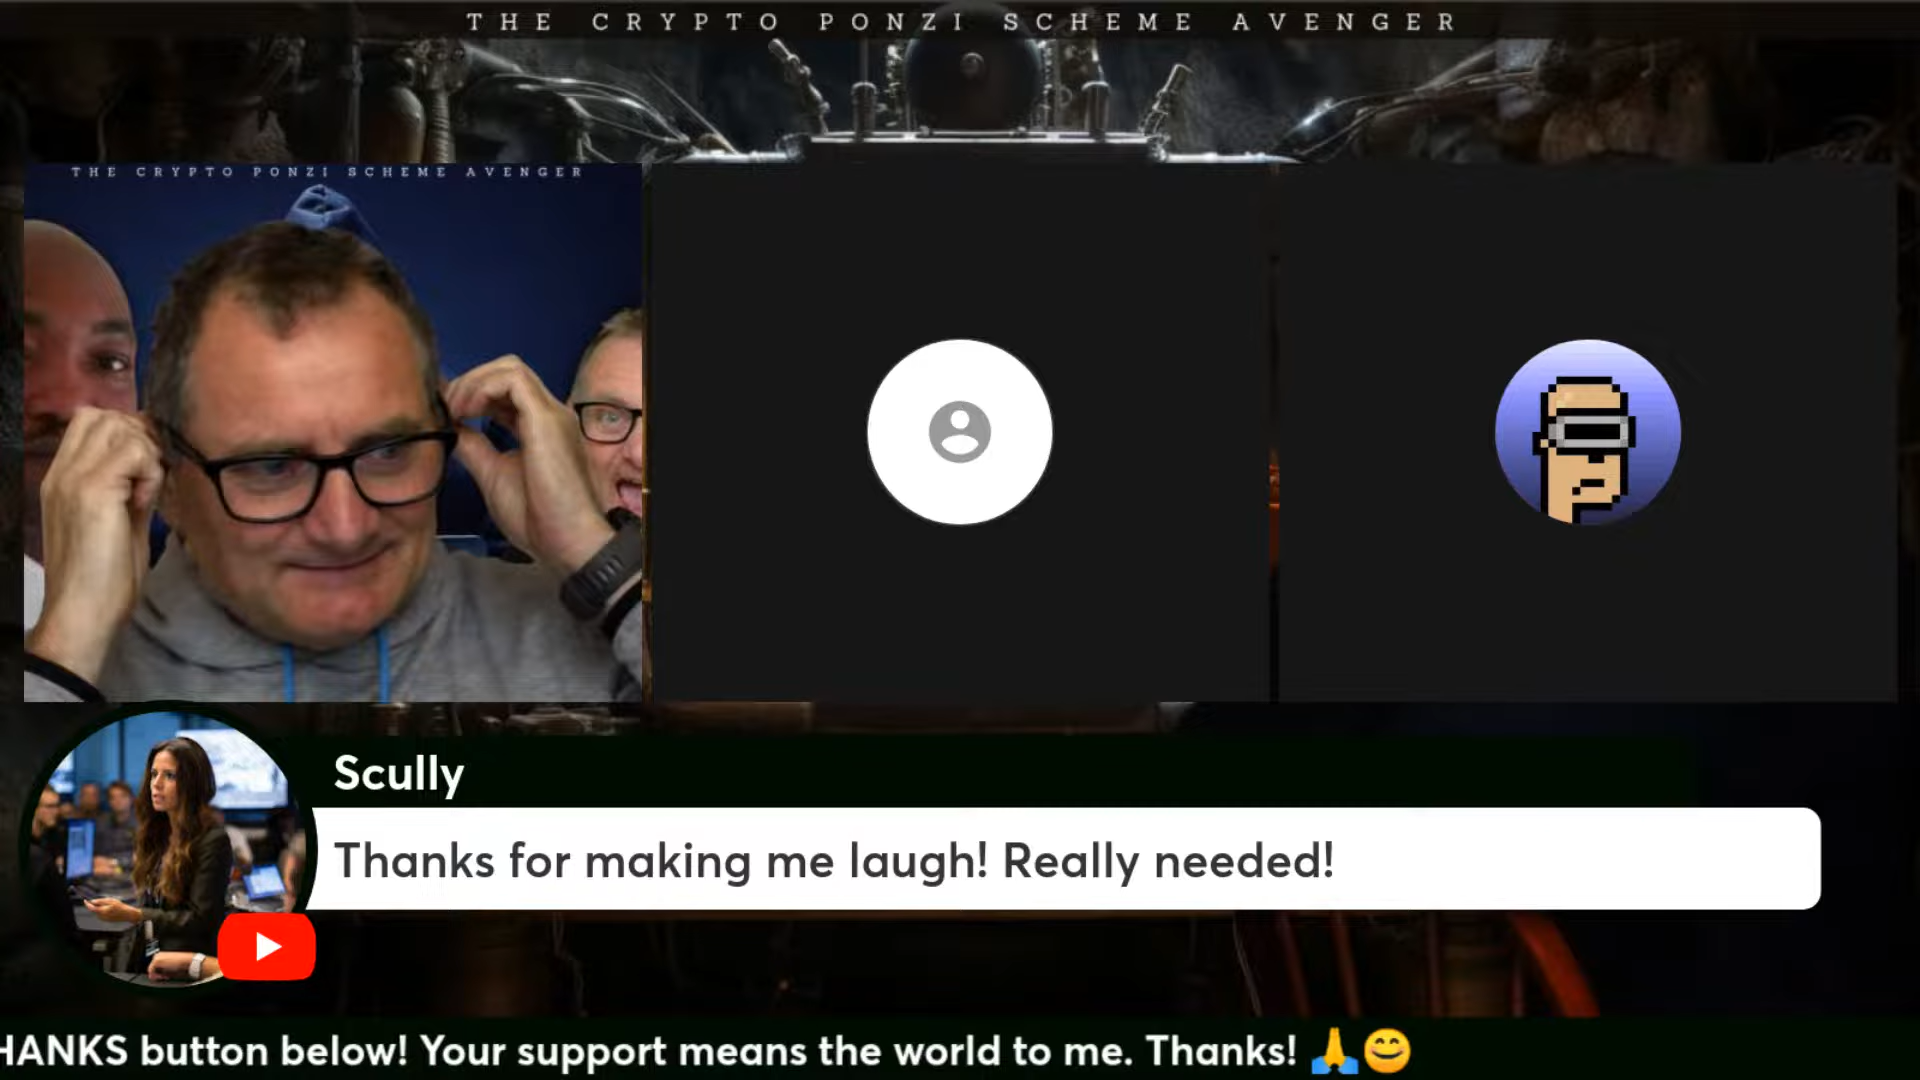 THE CRYPTO PONZI SCHEME AVENGER
THE CRYPTO PONZI SCHEME AVENGER
Scully
Thanks for making me laugh! Really needed!
HANKS button below! Your support means the world to me. Thanks! 🙏😊